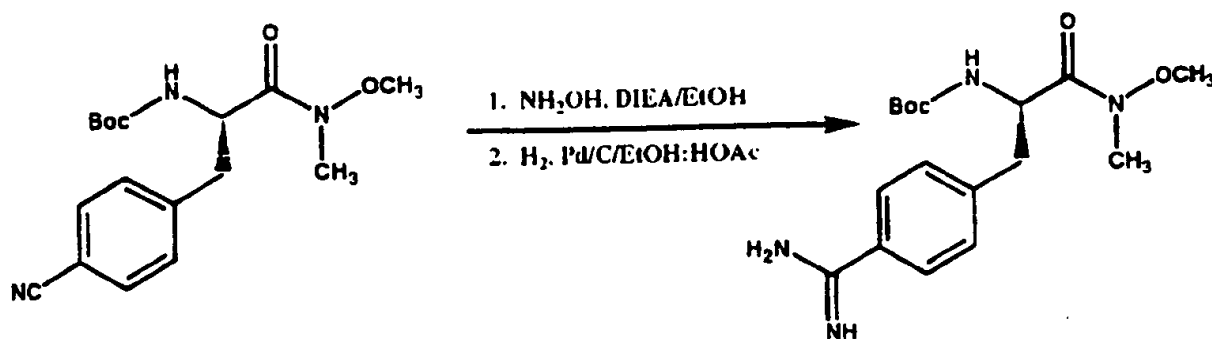 O
H
N
OCH₃
Boc
N
CH₃
NC
1. NH₂OH, DIEA/EtOH
2. H₂, Pd/C/EtOH:HOAc
O
H
N
OCH₃
Boc
N
CH₃
H₂N
NH